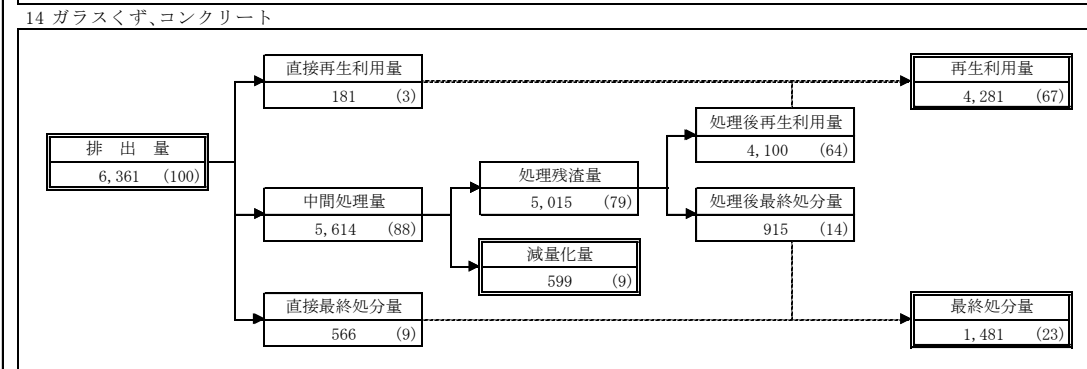 14 ガラスくず、コンクリート
直接再生利用量
181 (3)
再生利用量
4,281 (67)
処理後再生利用量
4,100 (64)
排 出 量
6,361 (100)
処理残渣量
5,015 (79)
中間処理量
5,614 (88)
処理後最終処分量
915 (14)
減量化量
599 (9)
直接最終処分量
566 (9)
最終処分量
1,481 (23)